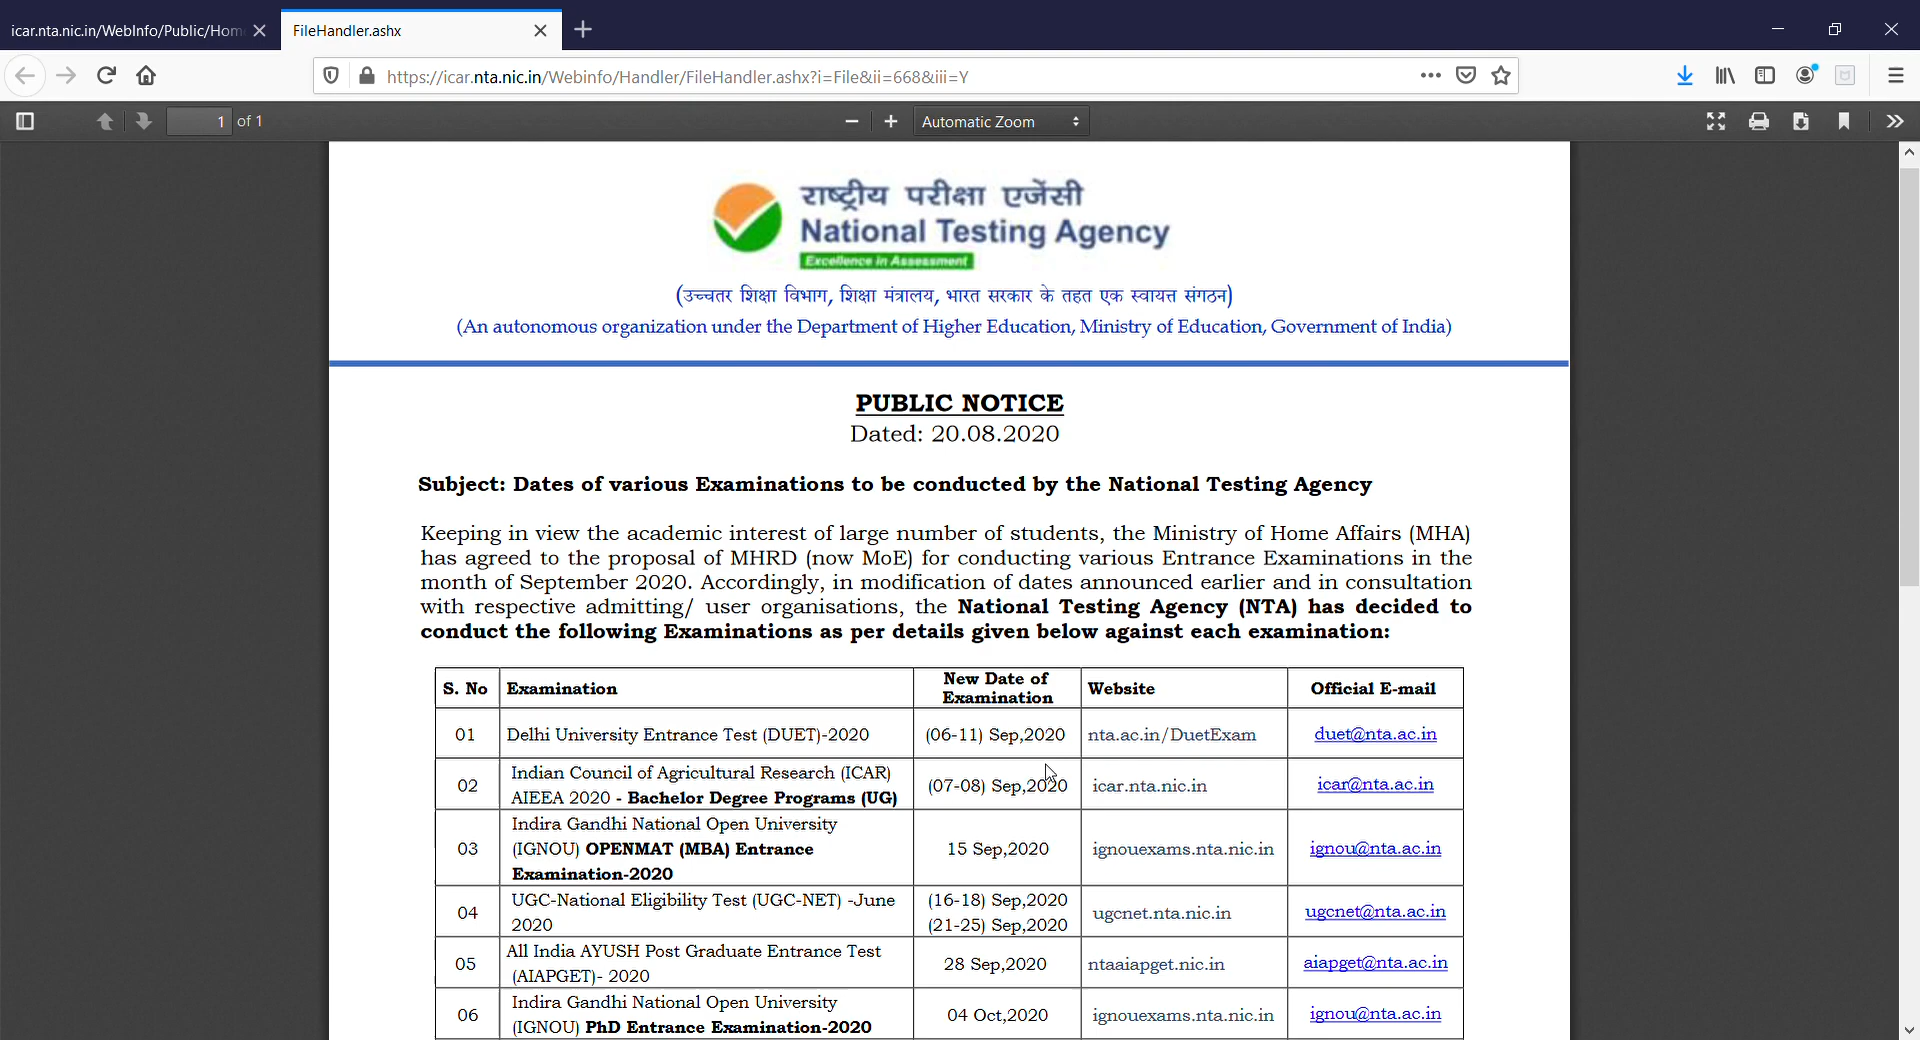 icar.nta.nic.in/WebInfo/Public/Hom
FileHandler.ashx
https://icar.nta.nic.in/Webinfo/Handler/FileHandler.ashx?i=File&ii=668&iii=Y
1 of 1
Automatic Zoom
राष्ट्रीय परीक्षा एजेंसी
National Testing Agency
Excellence in Assessment
(उच्चतर शिक्षा विभाग, शिक्षा मंत्रालय, भारत सरकार के तहत एक स्वायत्त संगठन)
(An autonomous organization under the Department of Higher Education, Ministry of Education, Government of India)
PUBLIC NOTICE
Dated: 20.08.2020
Subject: Dates of various Examinations to be conducted by the National Testing Agency
Keeping in view the academic interest of large number of students, the Ministry of Home Affairs (MHA)
has agreed to the proposal of MHRD (now MoE) for conducting various Entrance Examinations in the
month of September 2020. Accordingly, in modification of dates announced earlier and in consultation
with respective admitting/ user organisations, the National Testing Agency (NTA) has decided to
conduct the following Examinations as per details given below against each examination:
S. No Examination New Date of Examination Website Official E-mail
01 Delhi University Entrance Test (DUET)-2020 (06-11) Sep,2020 nta.ac.in/DuetExam duet@nta.ac.in
02 Indian Council of Agricultural Research (ICAR)
AIEEA 2020 - Bachelor Degree Programs (UG) (07-08) Sep,2020 icar.nta.nic.in icar@nta.ac.in
03 Indira Gandhi National Open University
(IGNOU) OPENMAT (MBA) Entrance
Examination-2020 15 Sep,2020 ignouexams.nta.nic.in ignou@nta.ac.in
04 UGC-National Eligibility Test (UGC-NET) -June
2020 (16-18) Sep,2020
(21-25) Sep,2020 ugcnet.nta.nic.in ugcnet@nta.ac.in
05 All India AYUSH Post Graduate Entrance Test
(AIAPGET)- 2020 28 Sep,2020 ntaaiapget.nic.in aiapget@nta.ac.in
06 Indira Gandhi National Open University
(IGNOU) PhD Entrance Examination-2020 04 Oct,2020 ignouexams.nta.nic.in ignou@nta.ac.in